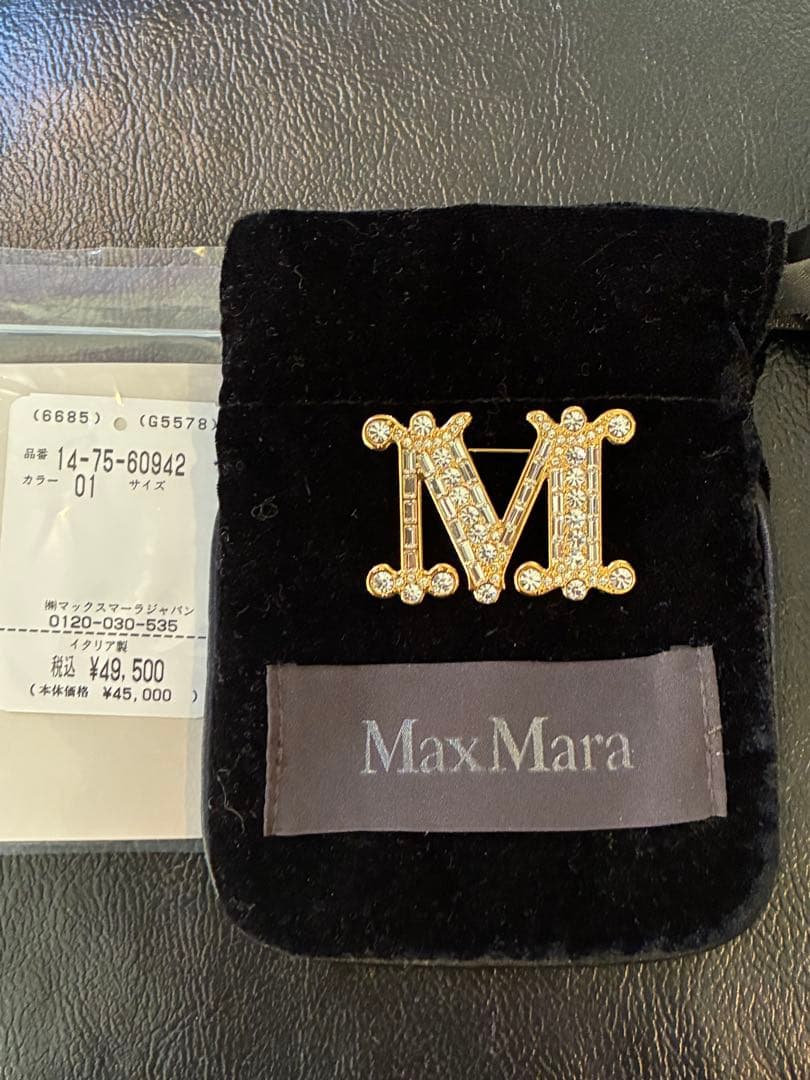 (6685) (G5578)
品番 14-75-60942
カラー 01 サイズ
㈱マックスマーラジャパン
0120-030-535
イタリア製
税込 ¥49,500
(本体価格 ¥45,000 )
M
MaxMara